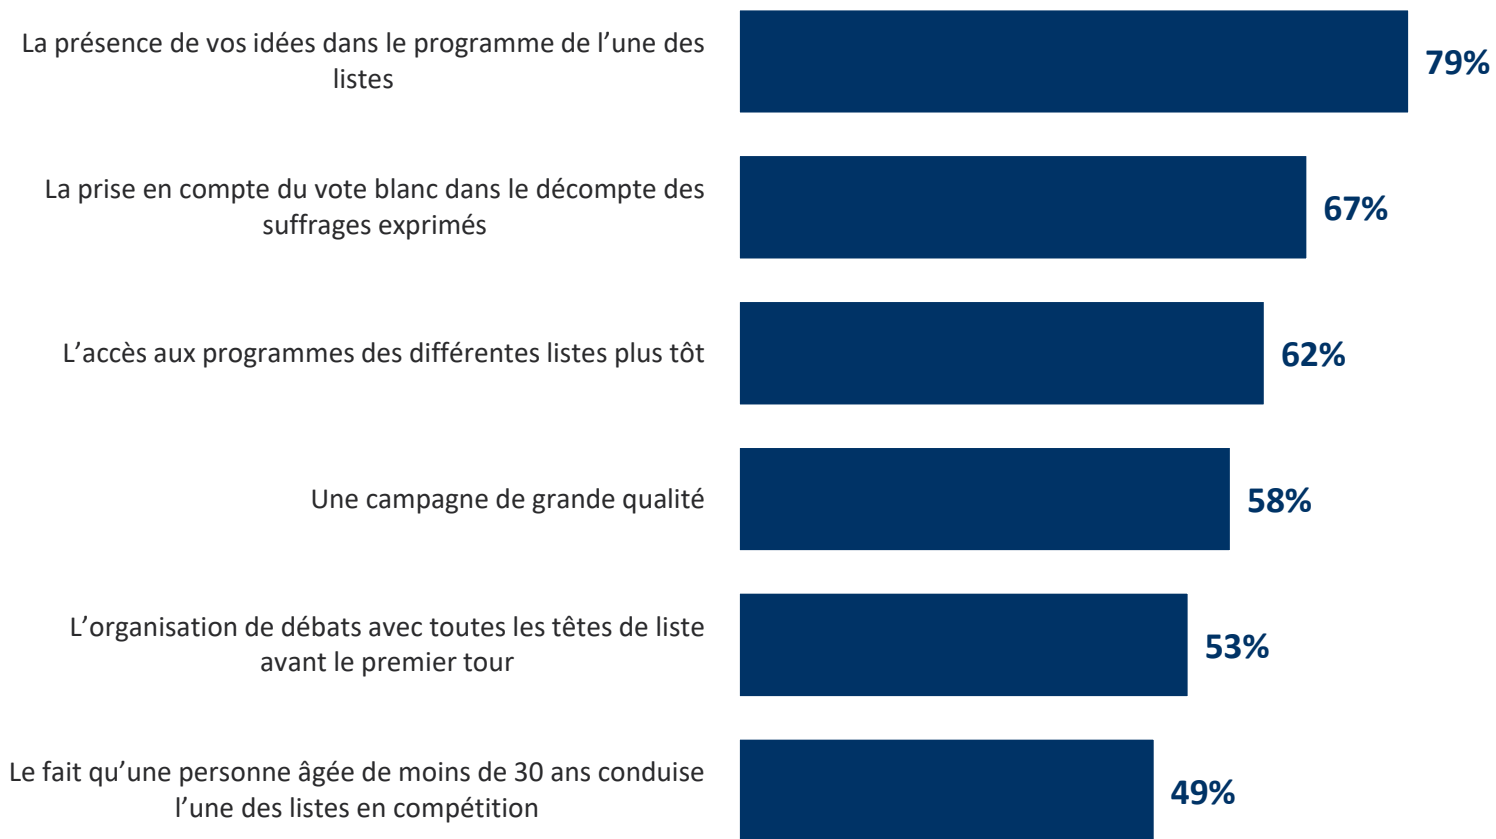 La présence de vos idées dans le programme de l’une des
listes
79%
La prise en compte du vote blanc dans le décompte des
suffrages exprimés
67%
L’accès aux programmes des différentes listes plus tôt
62%
Une campagne de grande qualité
58%
L’organisation de débats avec toutes les têtes de liste
avant le premier tour
53%
Le fait qu’une personne âgée de moins de 30 ans conduise
l’une des listes en compétition
49%